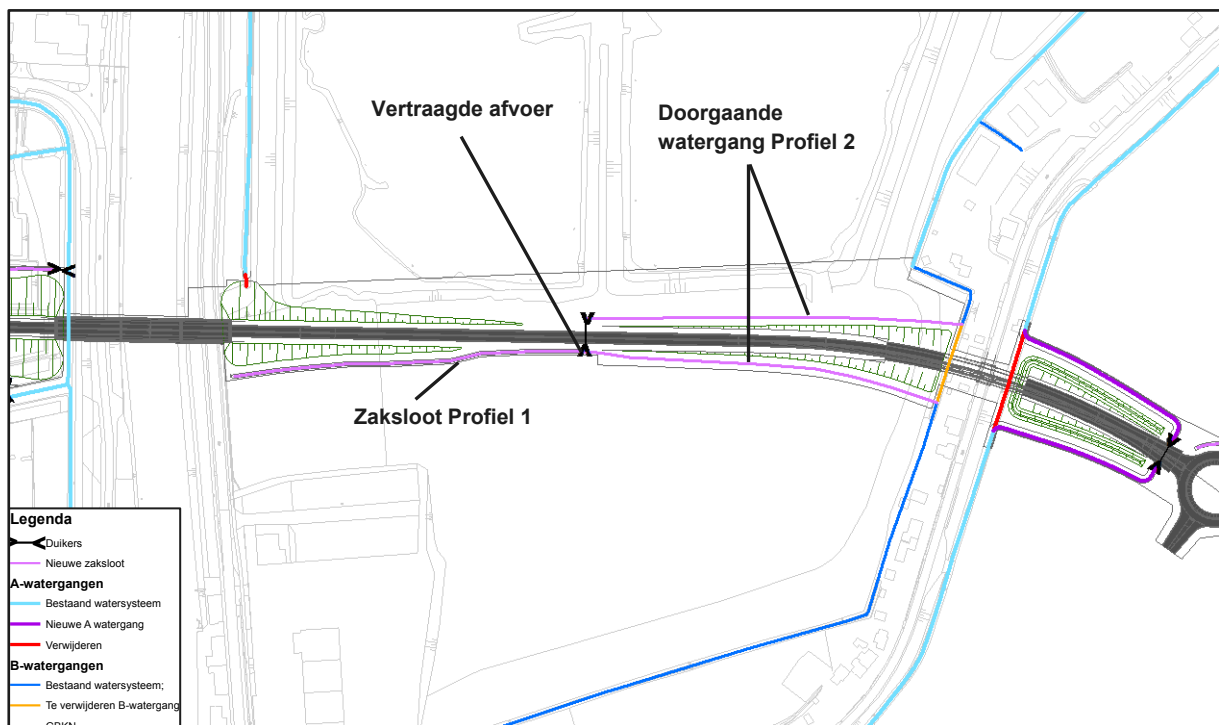 Vertraagde afvoer
Doorgaande
watergang Profiel 2
Zaksloot Profiel 1
Legenda
Duikers
Nieuwe zaksloot
A-watergangen
Bestaand watersysteem
Nieuwe A watergang
Verwijderen
B-watergangen
Bestaand watersysteem;
Te verwijderen B-watergang
GBKN